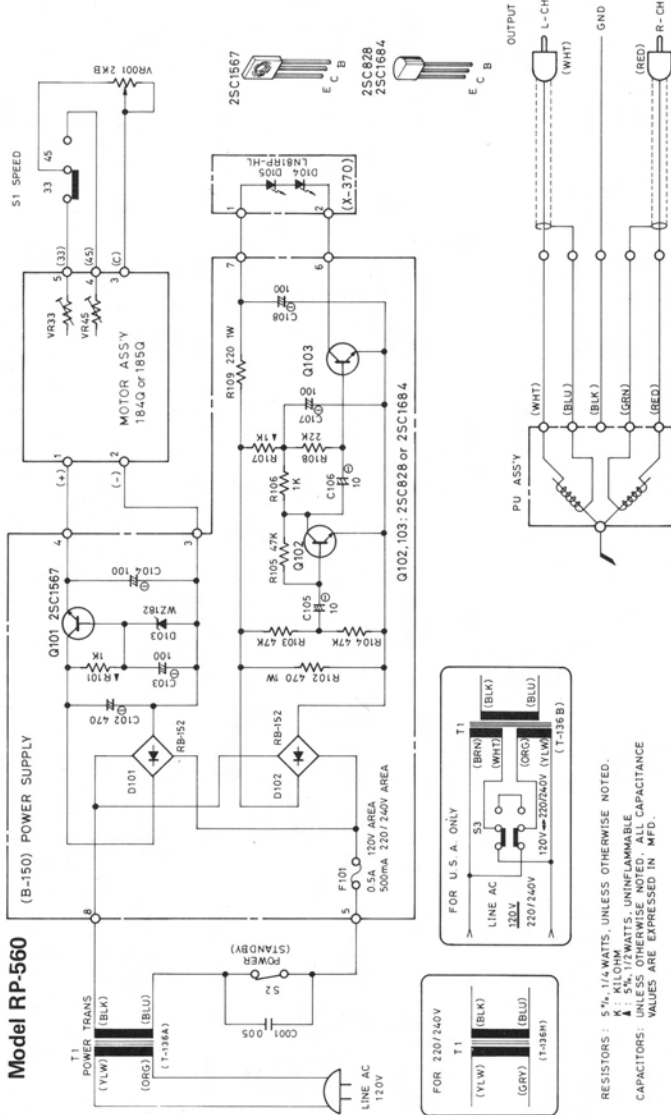 Model RP-560
(B-150) POWER SUPPLY
T1
POWER TRANS
(YLW)
(ORG)
(BLK)
(BLU)
(T-136A)
LINE AC
120V
C001 0.05
S2
POWER
(STANDBY)
8
5
F101
0.5A 120V AREA
500mA 220/240V AREA
D101
RB-152
D102
RB-152
C102 470
R101
1K
C103
100
Q101 2SC1567
D103
WZ182
C104 100
4
3
(+)
(-)
1
2
MOTOR ASS'Y
184Q or 185Q
VR33
VR45
5
(33)
4
(45)
3
(C)
S1 SPEED
33
45
VR001 2KB
R102 470 1W
R103 47K
R104 47K
C105
10
R105 47K
Q102
R106
1K
C106
10
R107
1K
R108
22K
C107
100
Q103
R109 220 1W
C108
100
7
6
1
2
D105
LN81RP-HL
D104
(X-370)
Q102,103: 2SC828 or 2SC1684
2SC1567
E C B
2SC828
2SC1684
E C B
FOR 220/240V
T1
(YLW)
(GRY)
(BLK)
(BLU)
(T-136H)
FOR U.S.A. ONLY
LINE AC
120V
220/240V
S3
T1
(BRN)
(WHT)
(ORG)
(YLW)
(BLK)
(BLU)
120V 220/240V
(T-136B)
PU ASS'Y
(WHT)
(BLU)
(BLK)
(GRN)
(RED)
OUTPUT
L-CH
(WHT)
GND
R-CH
(RED)
RESISTORS : 5%, 1/4 WATTS, UNLESS OTHERWISE NOTED.
K : KILOHM
▲ : 5%, 1/2 WATTS, UNINFLAMMABLE
CAPACITORS: UNLESS OTHERWISE NOTED, ALL CAPACITANCE
VALUES ARE EXPRESSED IN MFD.